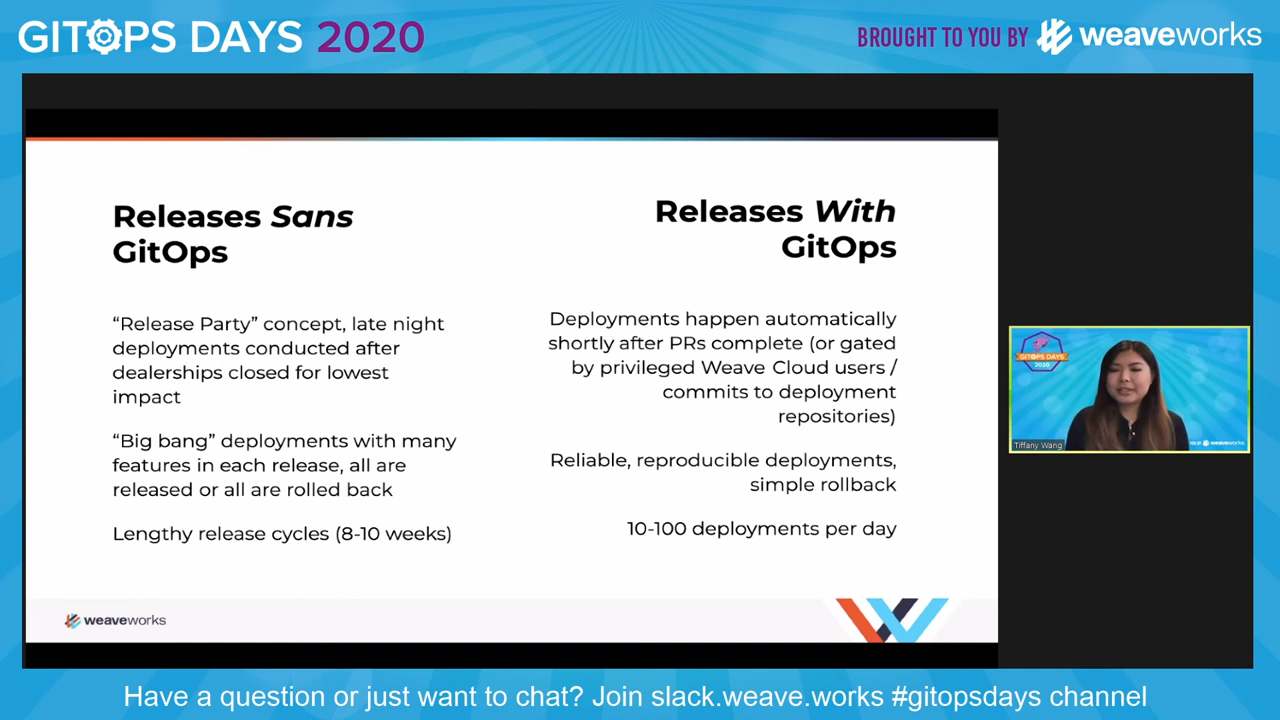 GITOPS DAYS 2020
BROUGHT TO YOU BY weaveworks
Releases Sans
GitOps
“Release Party” concept, late night
deployments conducted after
dealerships closed for lowest
impact
“Big bang” deployments with many
features in each release, all are
released or all are rolled back
Lengthy release cycles (8-10 weeks)
Releases With
GitOps
Deployments happen automatically
shortly after PRs complete (or gated
by privileged Weave Cloud users /
commits to deployment
repositories)
Reliable, reproducible deployments,
simple rollback
10-100 deployments per day
weaveworks
GITOPS DAYS
2020
Tiffany Wang
weaveworks
Have a question or just want to chat? Join slack.weave.works #gitopsdays channel